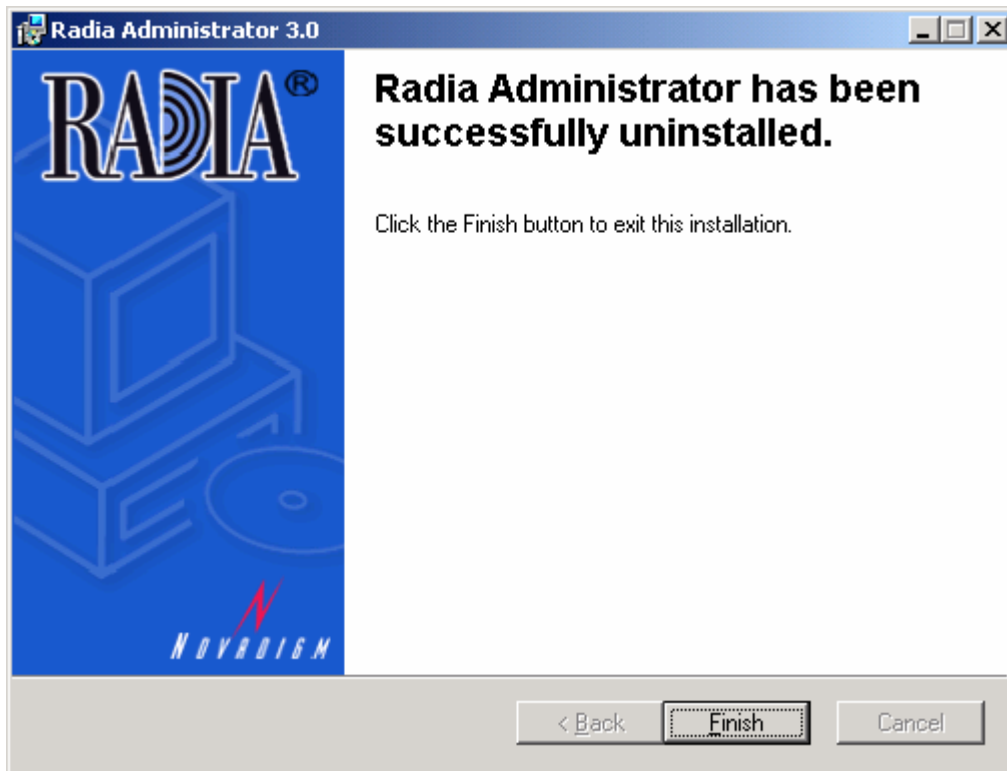 Radia Administrator 3.0
RADIA®
Radia Administrator has been
successfully uninstalled.
Click the Finish button to exit this installation.
NOVADIGM
< Back
Finish
Cancel